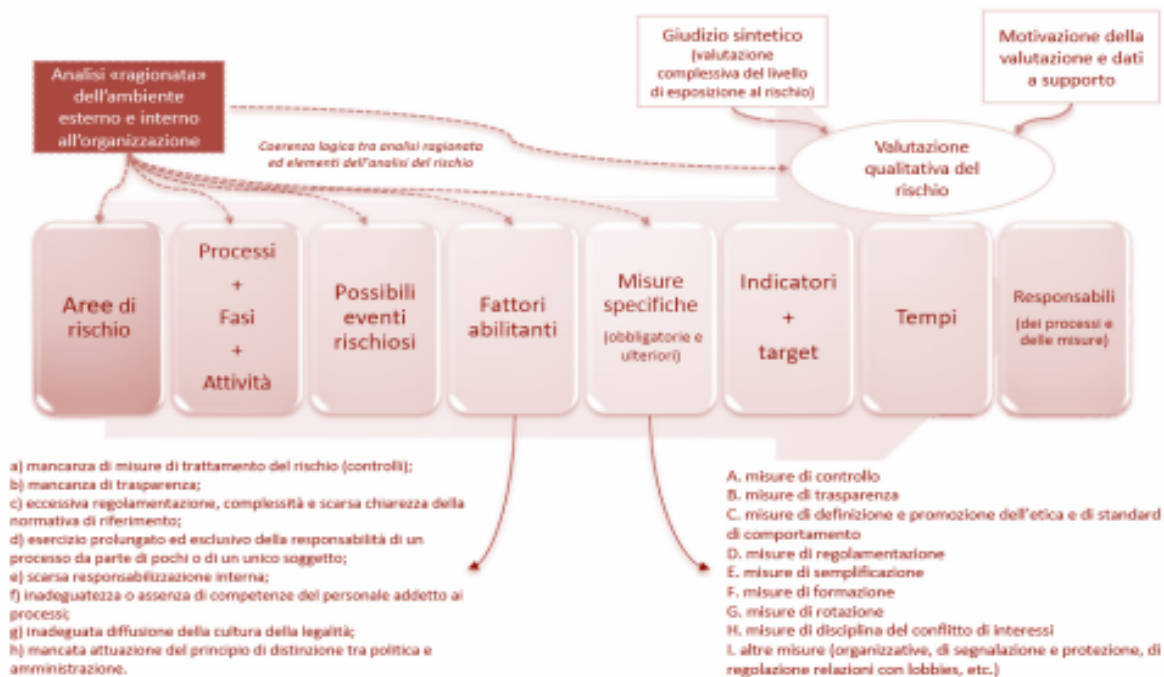 Analisi «ragionata»
dell'ambiente
esterno e interno
all'organizzazione
Giudizio sintetico
(valutazione
complessiva del livello
di esposizione al rischio)
Motivazione della
valutazione e dati
a supporto
Coerenza logica tra analisi ragionata
ed elementi dell'analisi del rischio
Valutazione
qualitativa del
rischio
Aree di
rischio
Processi
+
Fasi
+
Attività
Possibili
eventi
rischiosi
Fattori
abilitanti
Misure
specifiche
(obbligatorie e
ulteriori)
Indicatori
+
target
Tempi
Responsabili
(dei processi e
delle misure)
a) mancanza di misure di trattamento del rischio (controlli);
b) mancanza di trasparenza;
c) eccessiva regolamentazione, complessità e scarsa chiarezza della
normativa di riferimento;
d) esercizio prolungato ed esclusivo della responsabilità di un
processo da parte di pochi o di un unico soggetto;
e) scarsa responsabilizzazione interna;
f) inadeguatezza o assenza di competenze del personale addetto ai
processi;
g) inadeguata diffusione della cultura della legalità;
h) mancata attuazione del principio di distinzione tra politica e
amministrazione.
A. misure di controllo
B. misure di trasparenza
C. misure di definizione e promozione dell'etica e di standard
di comportamento
D. misure di regolamentazione
E. misure di semplificazione
F. misure di formazione
G. misure di rotazione
H. misure di disciplina del conflitto di interessi
I. altre misure (organizzative, di segnalazione e protezione, di
regolazione relazioni con lobbies, etc.)